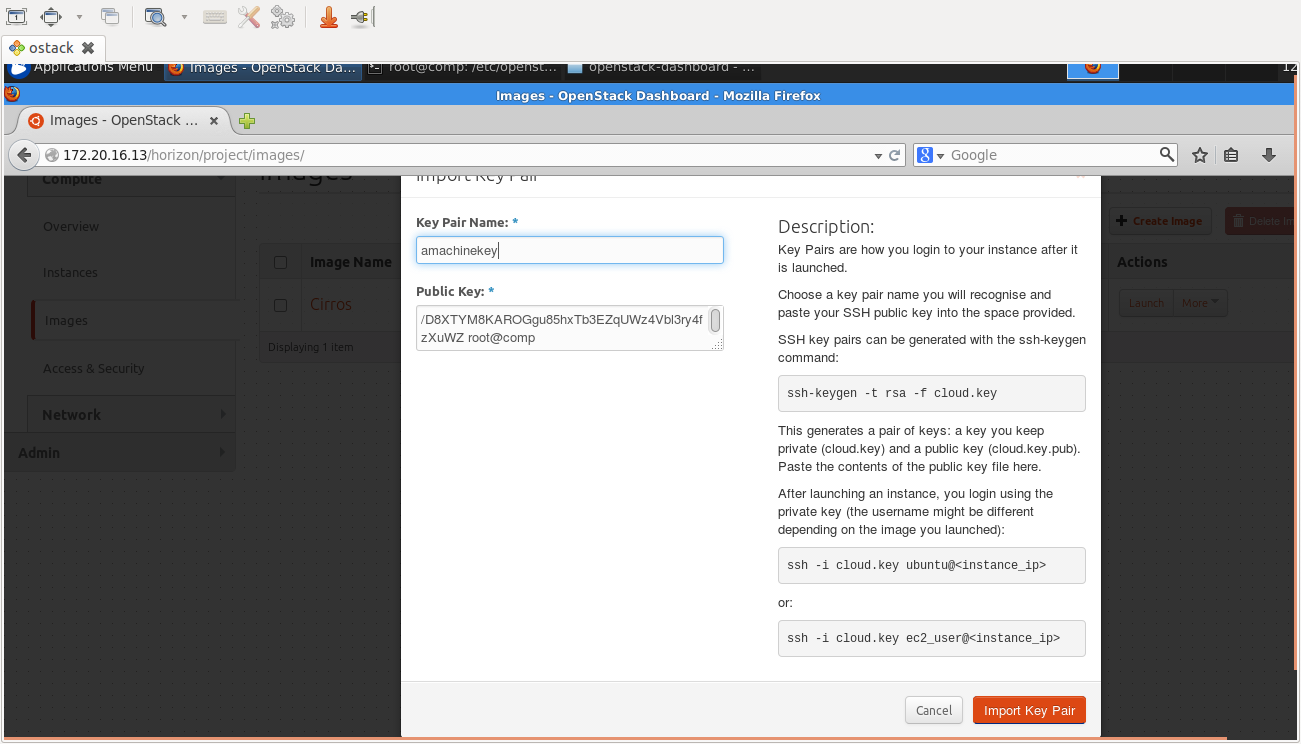 ostack
Applications Menu
Images - OpenStack Da...
root@comp: /etc/openst...
openstack-dashboard - ...
12
Images - OpenStack Dashboard - Mozilla Firefox
Images - OpenStack ...
172.20.16.13/horizon/project/images/
Google
Compute
Images
Import Key Pair
Overview
Instances
Images
Access & Security
Network
Admin
Create Image
Delete Im
Image Name
Actions
Cirros
Launch
More
Displaying 1 item
Key Pair Name: *
amachinekey
Public Key: *
/D8XTYM8KAROGgu85hxTb3EZqUWz4Vbl3ry4f
zXuWZ root@comp
Description:
Key Pairs are how you login to your instance after it
is launched.
Choose a key pair name you will recognise and
paste your SSH public key into the space provided.
SSH key pairs can be generated with the ssh-keygen
command:
ssh-keygen -t rsa -f cloud.key
This generates a pair of keys: a key you keep
private (cloud.key) and a public key (cloud.key.pub).
Paste the contents of the public key file here.
After launching an instance, you login using the
private key (the username might be different
depending on the image you launched):
ssh -i cloud.key ubuntu@<instance_ip>
or:
ssh -i cloud.key ec2_user@<instance_ip>
Cancel
Import Key Pair